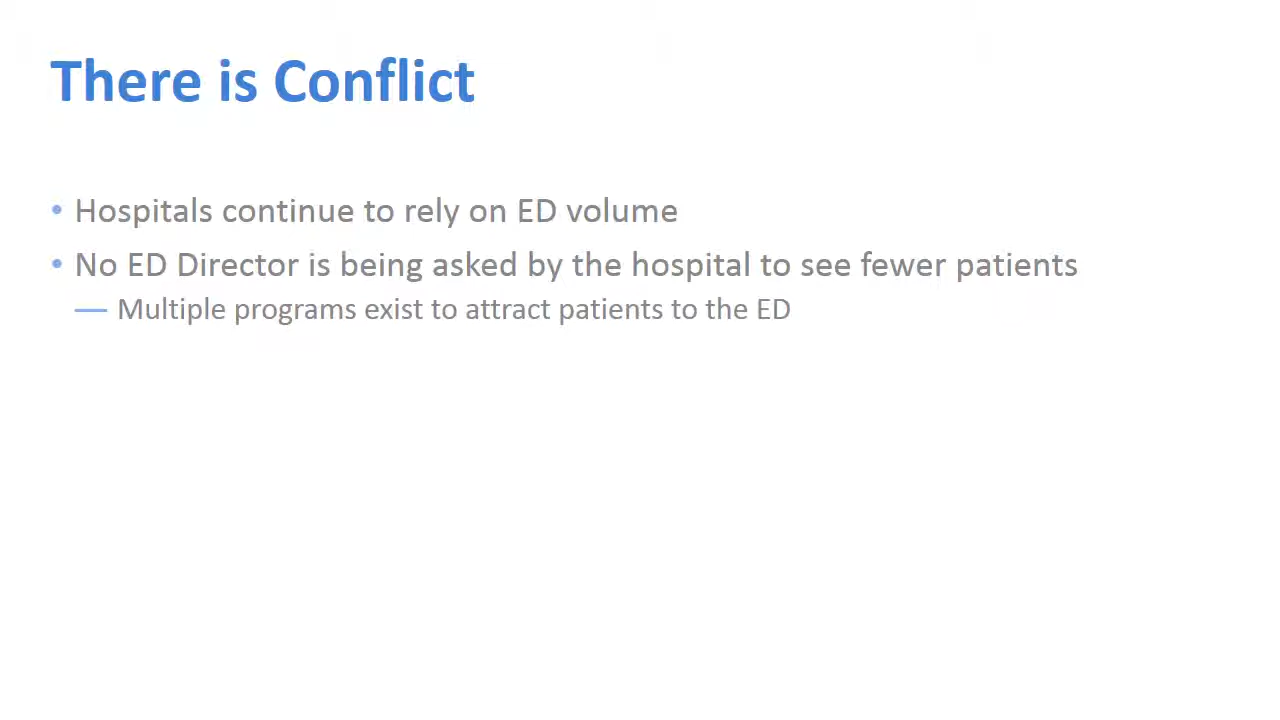 There is Conflict
• Hospitals continue to rely on ED volume
• No ED Director is being asked by the hospital to see fewer patients
— Multiple programs exist to attract patients to the ED